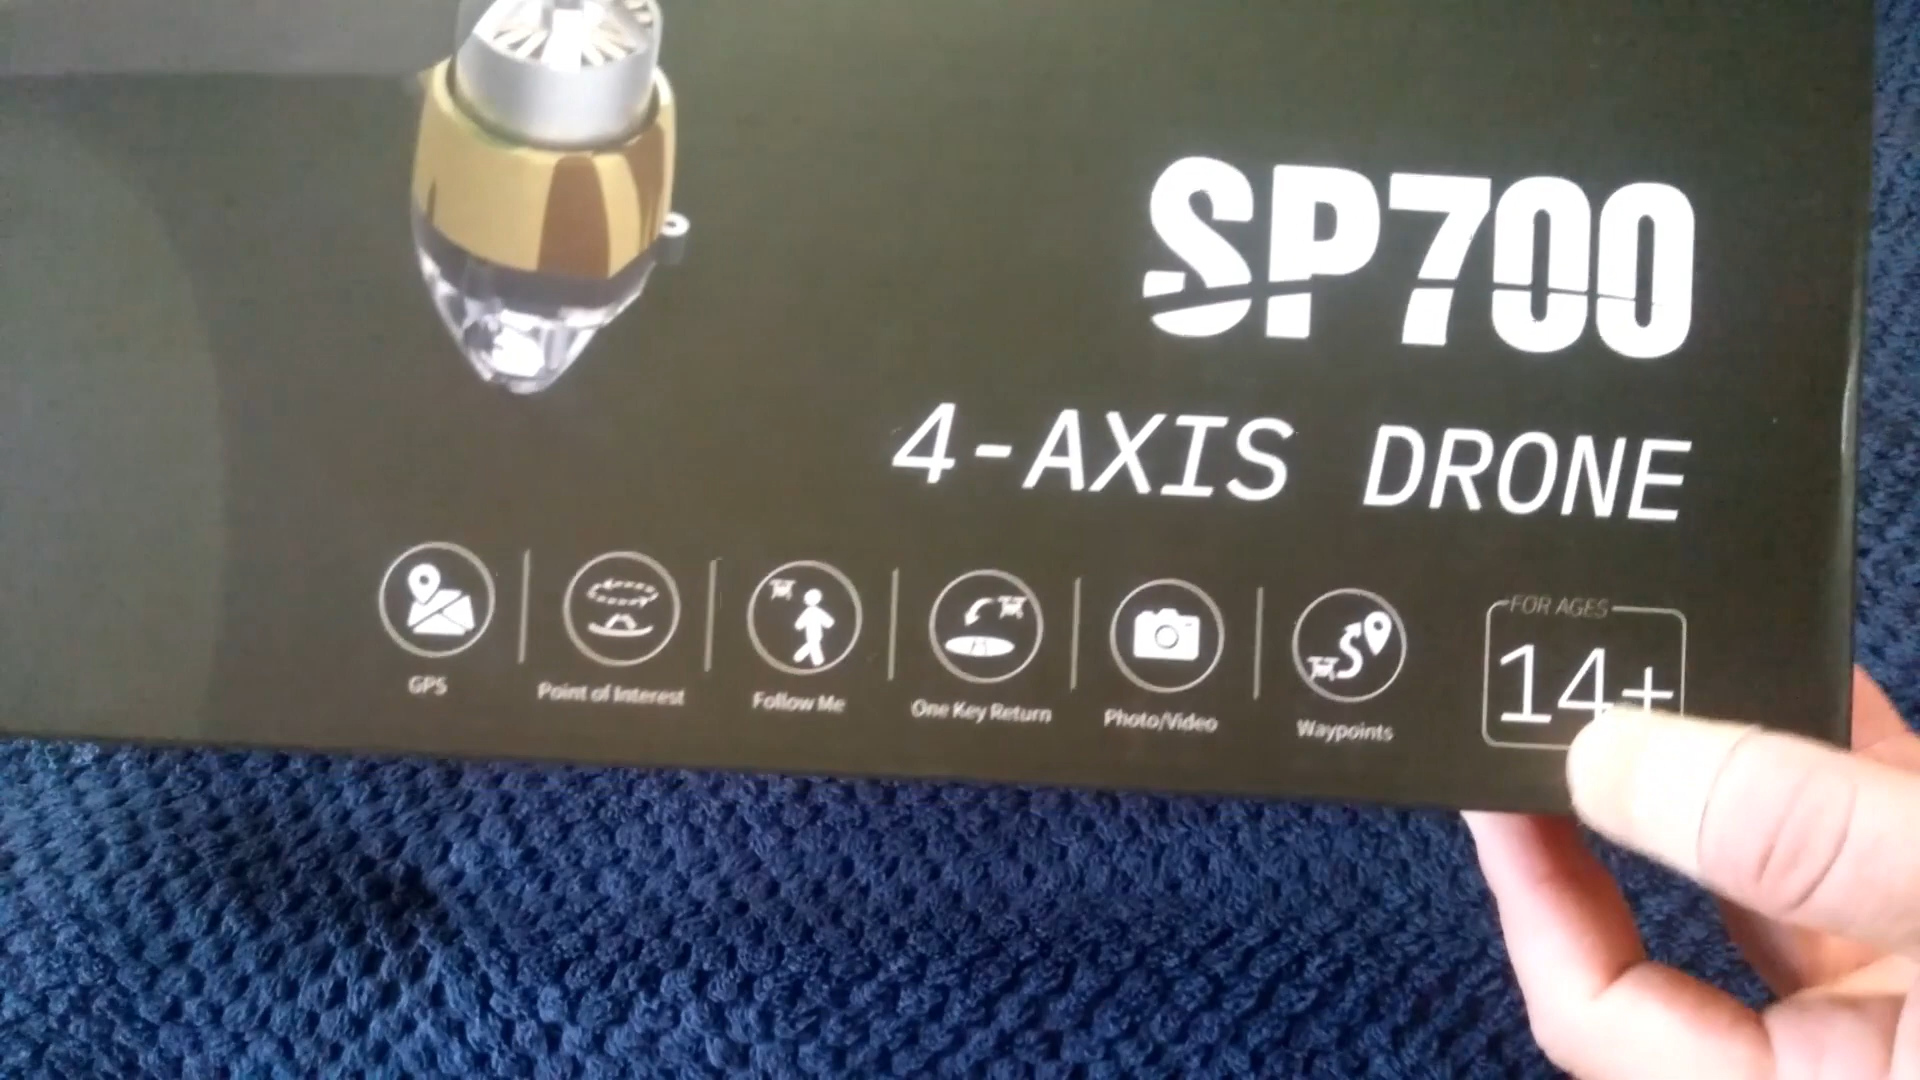 SP700
4-AXIS DRONE
FOR AGES
14+
GPS
Point of Interest
Follow Me
One Key Return
Photo/Video
Waypoints